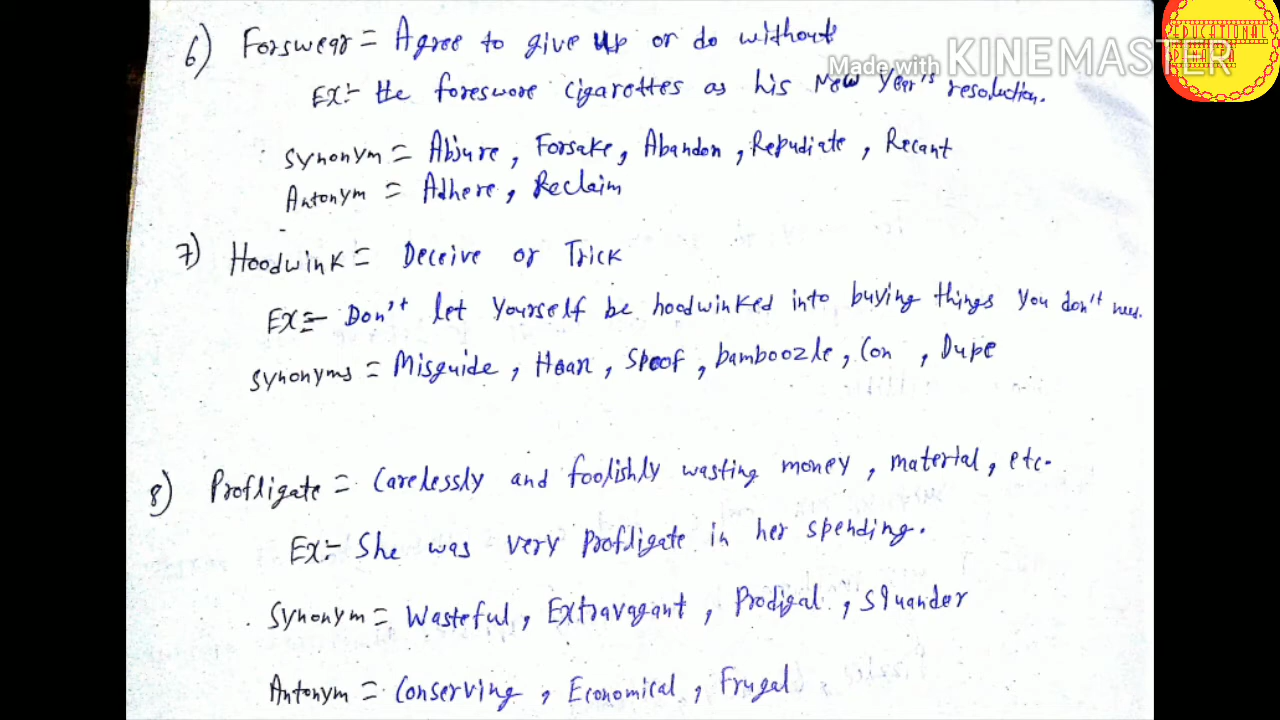 6) Forswear = Agree to give up or do without
Made with KINEMASTER
EX:- He foreswore cigarettes as his New Year's resolution.
Synonym = Abjure, Forsake, Abandon, Repudiate, Recant
Antonym = Adhere, Reclaim
7) Hoodwink = Deceive or Trick
EX:- Don't let yourself be hoodwinked into buying things you don't need.
Synonyms = Misguide, Hoax, Spoof, bamboozle, Con, Dupe
8) Profligate = Carelessly and foolishly wasting money, material, etc.
EX:- She was very Profligate in her spending.
Synonym = Wasteful, Extravagant, Prodigal, Squander
Antonym = Conserving, Economical, Frugal
EDUCATIONAL